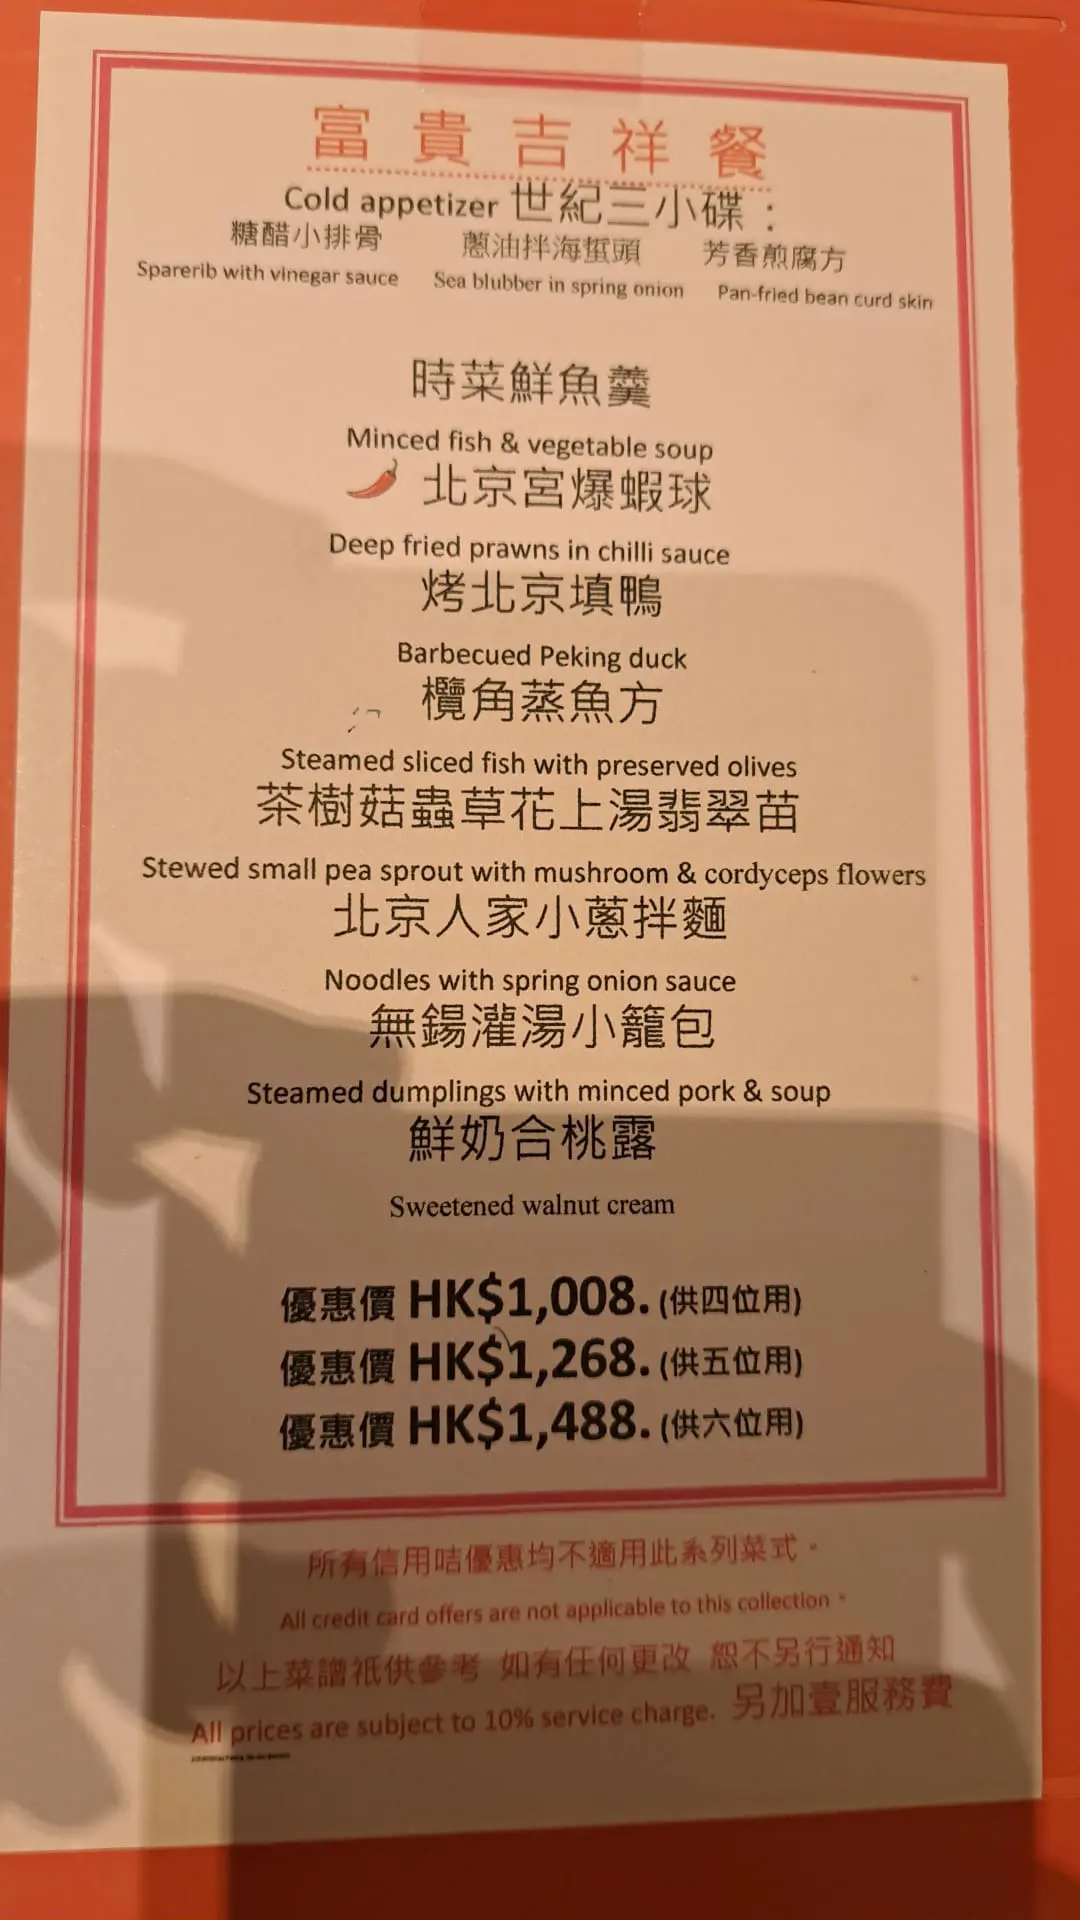 富貴吉祥餐
Cold appetizer 世紀三小碟：
糖醋小排骨 蔥油拌海蜇頭 芳香煎腐方
Sparerib with vinegar sauce Sea blubber in spring onion Pan-fried bean curd skin
時菜鮮魚羹
Minced fish & vegetable soup
北京宮爆蝦球
Deep fried prawns in chilli sauce
烤北京填鴨
Barbecued Peking duck
欖角蒸魚方
Steamed sliced fish with preserved olives
茶樹菇蟲草花上湯翡翠苗
Stewed small pea sprout with mushroom & cordyceps flowers
北京人家小蔥拌麵
Noodles with spring onion sauce
無錫灌湯小籠包
Steamed dumplings with minced pork & soup
鮮奶合桃露
Sweetened walnut cream
優惠價 HK$1,008. (供四位用)
優惠價 HK$1,268. (供五位用)
優惠價 HK$1,488. (供六位用)
所有信用咭優惠均不適用此系列菜式。
All credit card offers are not applicable to this collection。
以上菜譜祇供參考 如有任何更改 恕不另行通知
All prices are subject to 10% service charge. 另加壹服務費